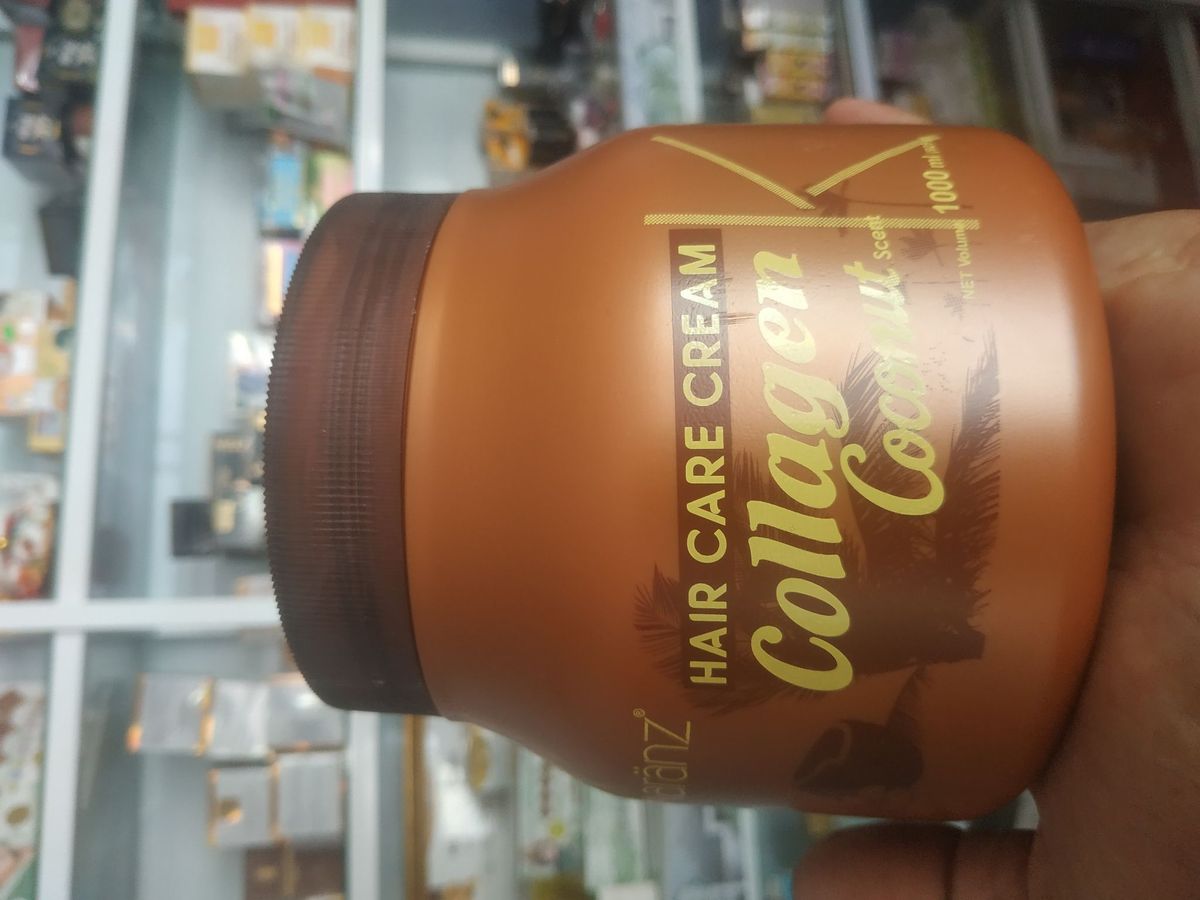 HAIR CARE CREAM
Collagen
Coconut scent
NET Volume
1000 ml